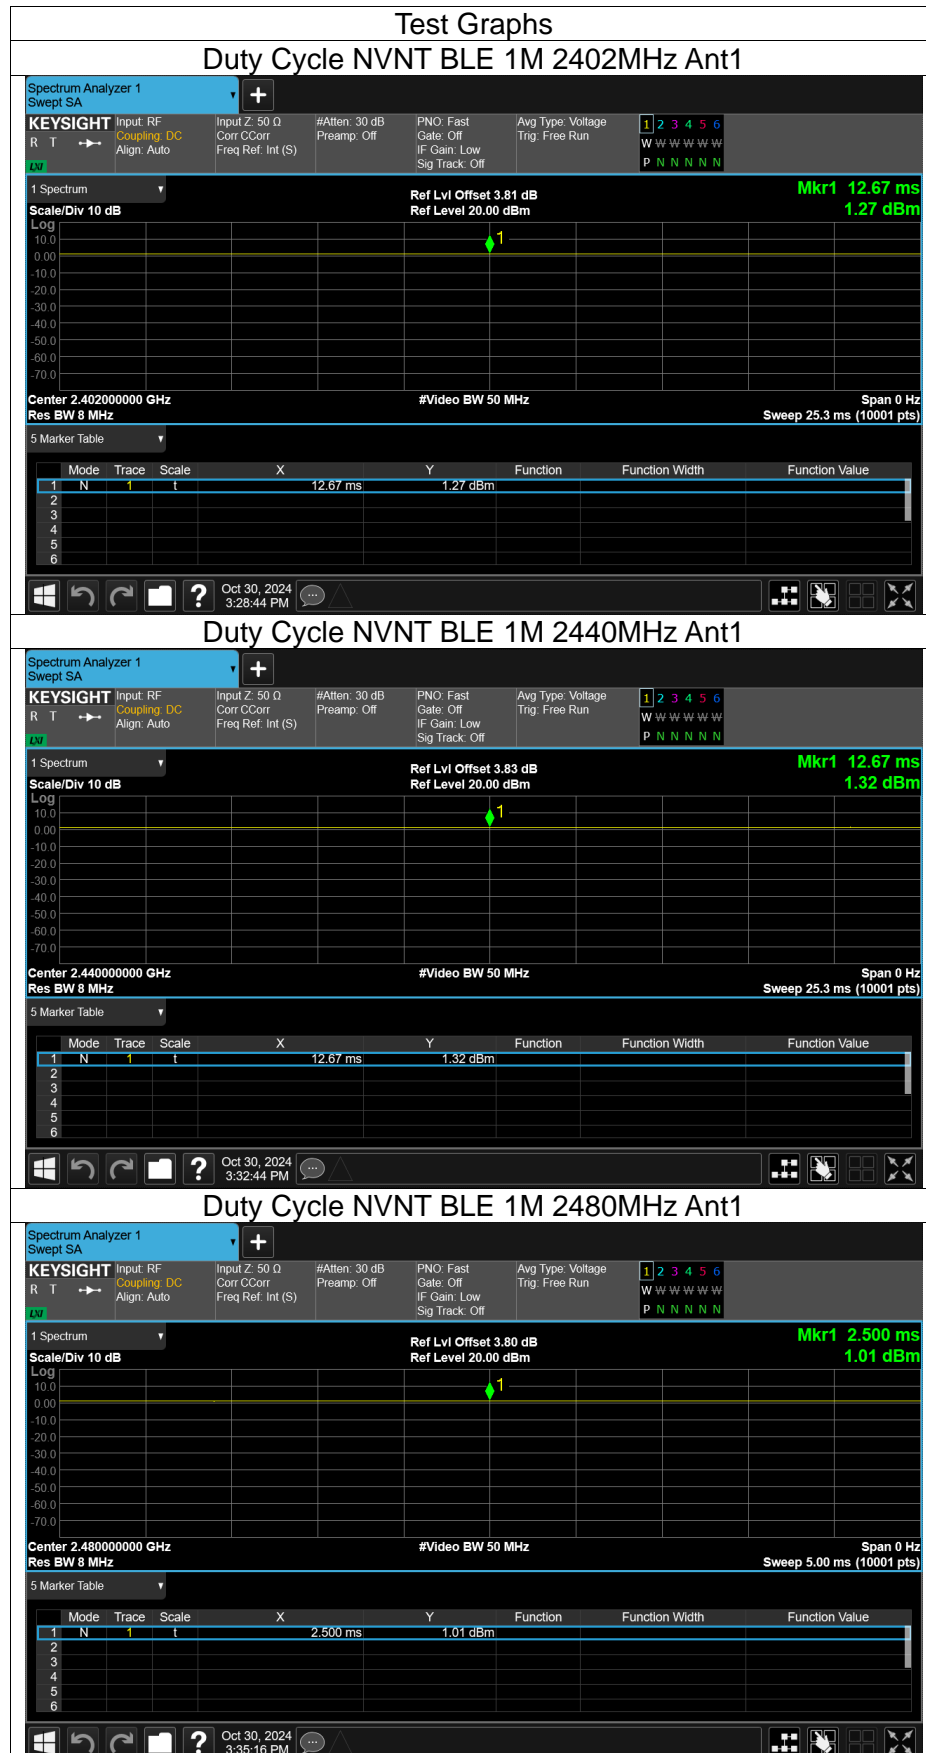 Test Graphs
Duty Cycle NVNT BLE 1M 2402MHz Ant1
Spectrum Analyzer 1
Swept SA
+
KEYSIGHT Input: RF Input Z: 50 Ω #Atten: 30 dB PNO: Fast Avg Type: Voltage 1 2 3 4 5 6
R T Coupling: DC Corr CCorr Preamp: Off Gate: Off Trig: Free Run W W W W W W
Align: Auto Freq Ref: Int (S) IF Gain: Low P N N N N N
LXI Sig Track: Off
1 Spectrum Ref Lvl Offset 3.81 dB Mkr1 12.67 ms
Scale/Div 10 dB Ref Level 20.00 dBm 1.27 dBm
Log
10.0 1
0.00
-10.0
-20.0
-30.0
-40.0
-50.0
-60.0
-70.0
Center 2.402000000 GHz #Video BW 50 MHz Span 0 Hz
Res BW 8 MHz Sweep 25.3 ms (10001 pts)
5 Marker Table
Mode Trace Scale X Y Function Function Width Function Value
1 N 1 t 12.67 ms 1.27 dBm
2
3
4
5
6
? Oct 30, 2024
3:28:44 PM
Duty Cycle NVNT BLE 1M 2440MHz Ant1
Spectrum Analyzer 1
Swept SA
+
KEYSIGHT Input: RF Input Z: 50 Ω #Atten: 30 dB PNO: Fast Avg Type: Voltage 1 2 3 4 5 6
R T Coupling: DC Corr CCorr Preamp: Off Gate: Off Trig: Free Run W W W W W W
Align: Auto Freq Ref: Int (S) IF Gain: Low P N N N N N
LXI Sig Track: Off
1 Spectrum Ref Lvl Offset 3.83 dB Mkr1 12.67 ms
Scale/Div 10 dB Ref Level 20.00 dBm 1.32 dBm
Log
10.0 1
0.00
-10.0
-20.0
-30.0
-40.0
-50.0
-60.0
-70.0
Center 2.440000000 GHz #Video BW 50 MHz Span 0 Hz
Res BW 8 MHz Sweep 25.3 ms (10001 pts)
5 Marker Table
Mode Trace Scale X Y Function Function Width Function Value
1 N 1 t 12.67 ms 1.32 dBm
2
3
4
5
6
? Oct 30, 2024
3:32:44 PM
Duty Cycle NVNT BLE 1M 2480MHz Ant1
Spectrum Analyzer 1
Swept SA
+
KEYSIGHT Input: RF Input Z: 50 Ω #Atten: 30 dB PNO: Fast Avg Type: Voltage 1 2 3 4 5 6
R T Coupling: DC Corr CCorr Preamp: Off Gate: Off Trig: Free Run W W W W W W
Align: Auto Freq Ref: Int (S) IF Gain: Low P N N N N N
LXI Sig Track: Off
1 Spectrum Ref Lvl Offset 3.80 dB Mkr1 2.500 ms
Scale/Div 10 dB Ref Level 20.00 dBm 1.01 dBm
Log
10.0 1
0.00
-10.0
-20.0
-30.0
-40.0
-50.0
-60.0
-70.0
Center 2.480000000 GHz #Video BW 50 MHz Span 0 Hz
Res BW 8 MHz Sweep 5.00 ms (10001 pts)
5 Marker Table
Mode Trace Scale X Y Function Function Width Function Value
1 N 1 t 2.500 ms 1.01 dBm
2
3
4
5
6
? Oct 30, 2024
3:35:16 PM